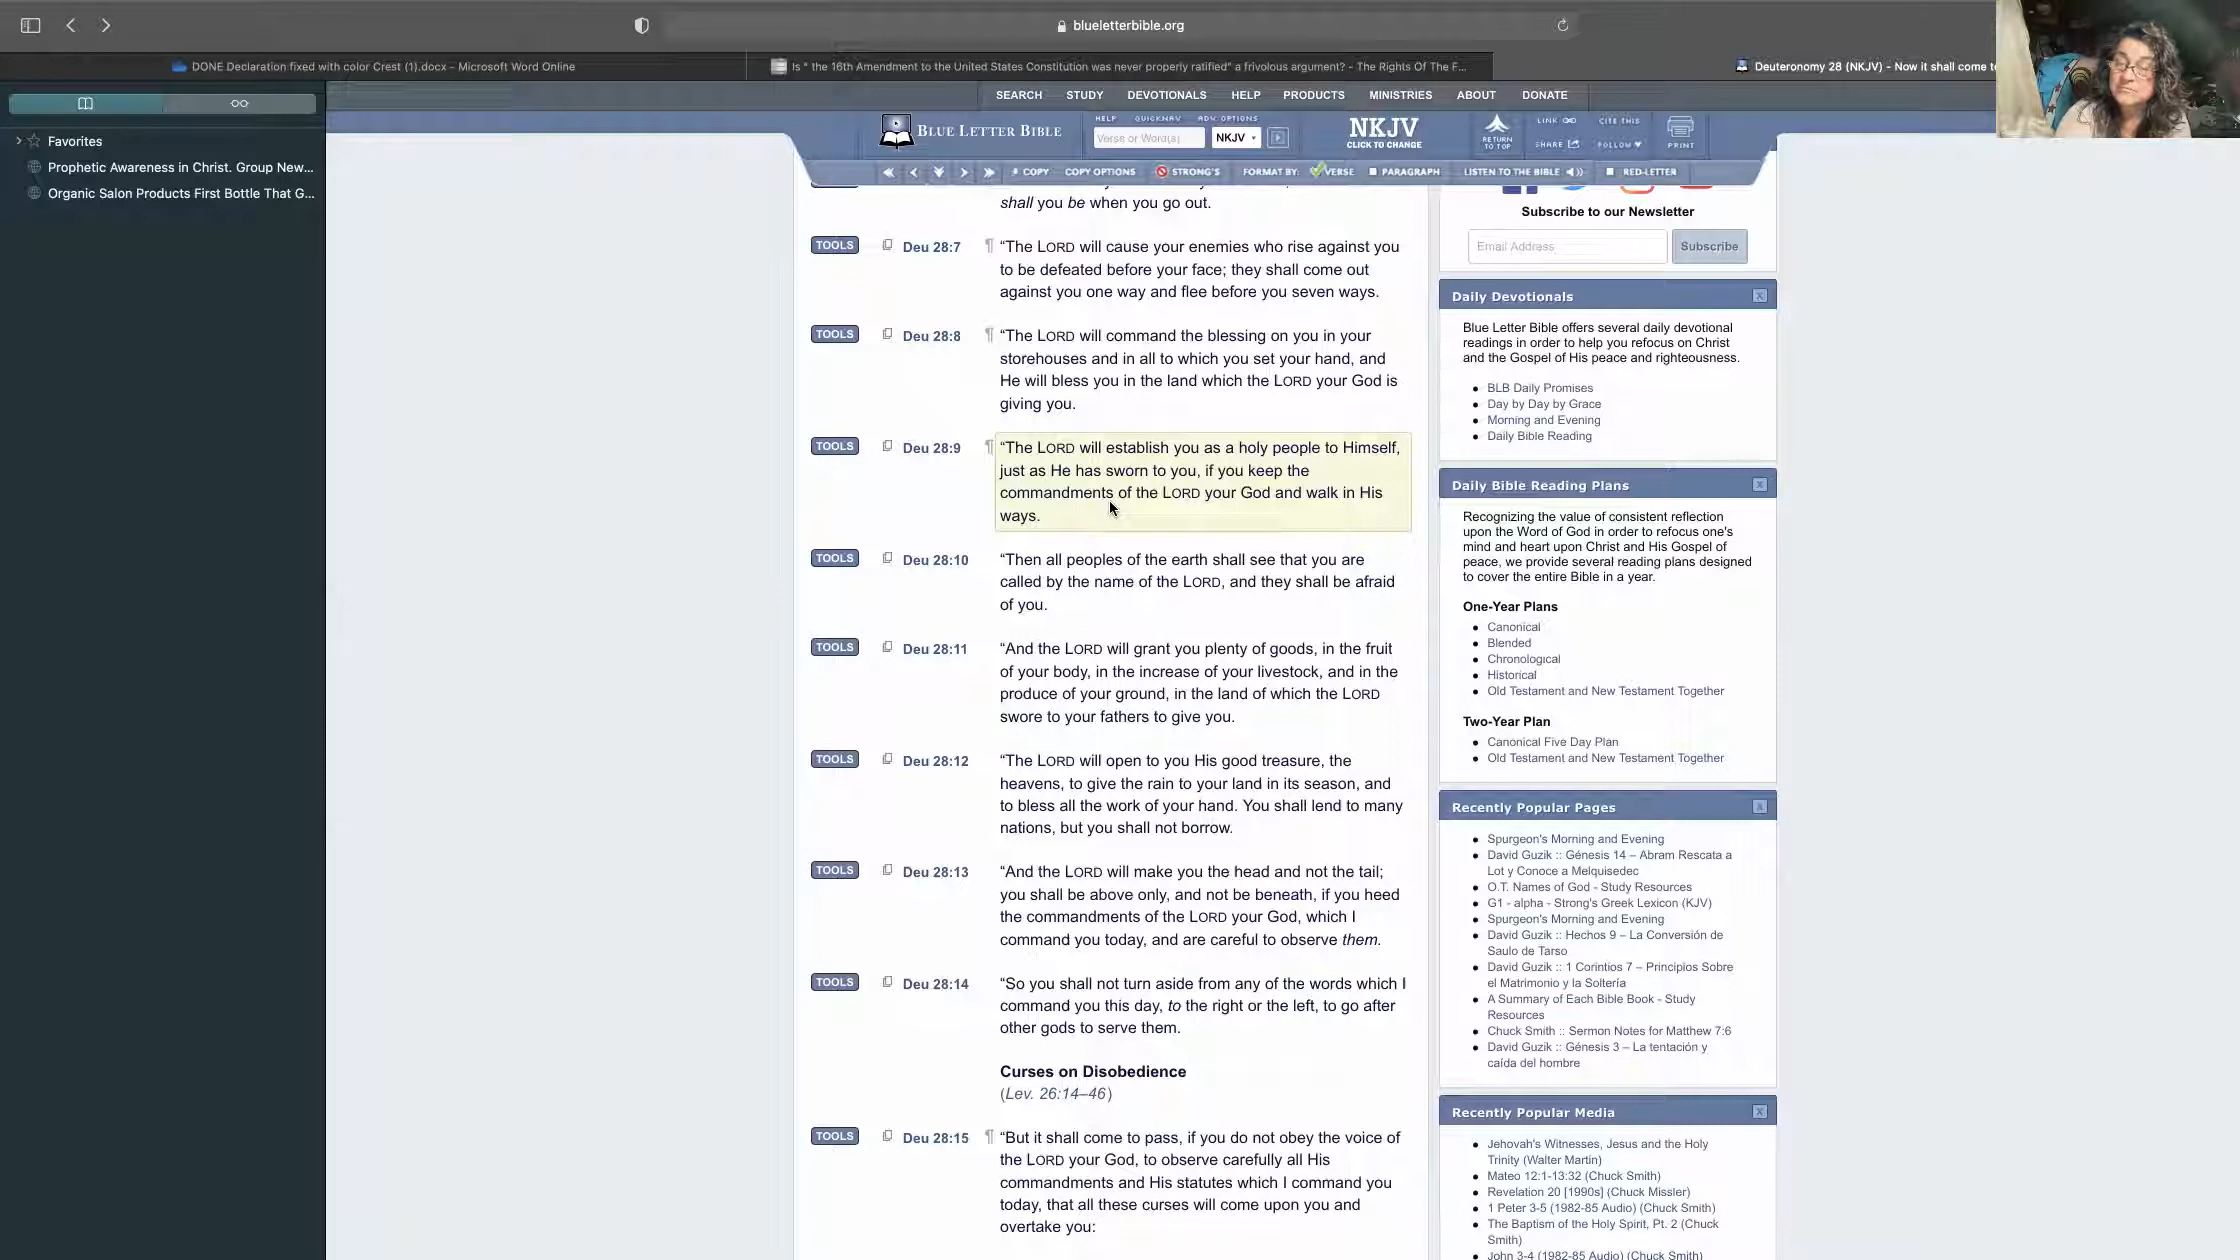 blueletterbible.org
DONE Declaration fixed with color Crest (1).docx - Microsoft Word Online
Is " the 16th Amendment to the United States Constitution was never properly ratified" a frivolous argument? - The Rights Of The F...
Deuteronomy 28 (NKJV) - Now it shall come to
Favorites
Prophetic Awareness in Christ. Group New...
Organic Salon Products First Bottle That G...
SEARCH STUDY DEVOTIONALS HELP PRODUCTS MINISTRIES ABOUT DONATE
BLUE LETTER BIBLE
HELP QUICKNAV ADV OPTIONS
Verse or Word(s) NKJV
NKJV
CLICK TO CHANGE
RETURN
TO TOP
LINK CITE THIS
SHARE FOLLOW
PRINT
COPY COPY OPTIONS STRONG'S FORMAT BY: VERSE PARAGRAPH LISTEN TO THE BIBLE RED-LETTER
shall you be when you go out.
TOOLS Deu 28:7 ¶ “The LORD will cause your enemies who rise against you
to be defeated before your face; they shall come out
against you one way and flee before you seven ways.
TOOLS Deu 28:8 ¶ “The LORD will command the blessing on you in your
storehouses and in all to which you set your hand, and
He will bless you in the land which the LORD your God is
giving you.
TOOLS Deu 28:9 ¶ “The LORD will establish you as a holy people to Himself,
just as He has sworn to you, if you keep the
commandments of the LORD your God and walk in His
ways.
TOOLS Deu 28:10 “Then all peoples of the earth shall see that you are
called by the name of the LORD, and they shall be afraid
of you.
TOOLS Deu 28:11 “And the LORD will grant you plenty of goods, in the fruit
of your body, in the increase of your livestock, and in the
produce of your ground, in the land of which the LORD
swore to your fathers to give you.
TOOLS Deu 28:12 “The LORD will open to you His good treasure, the
heavens, to give the rain to your land in its season, and
to bless all the work of your hand. You shall lend to many
nations, but you shall not borrow.
TOOLS Deu 28:13 “And the LORD will make you the head and not the tail;
you shall be above only, and not be beneath, if you heed
the commandments of the LORD your God, which I
command you today, and are careful to observe them.
TOOLS Deu 28:14 “So you shall not turn aside from any of the words which I
command you this day, to the right or the left, to go after
other gods to serve them.
Curses on Disobedience
(Lev. 26:14–46)
TOOLS Deu 28:15 ¶ “But it shall come to pass, if you do not obey the voice of
the LORD your God, to observe carefully all His
commandments and His statutes which I command you
today, that all these curses will come upon you and
overtake you:
Subscribe to our Newsletter
Email Address Subscribe
Daily Devotionals X
Blue Letter Bible offers several daily devotional
readings in order to help you refocus on Christ
and the Gospel of His peace and righteousness.
BLB Daily Promises
Day by Day by Grace
Morning and Evening
Daily Bible Reading
Daily Bible Reading Plans X
Recognizing the value of consistent reflection
upon the Word of God in order to refocus one's
mind and heart upon Christ and His Gospel of
peace, we provide several reading plans designed
to cover the entire Bible in a year.
One-Year Plans
Canonical
Blended
Chronological
Historical
Old Testament and New Testament Together
Two-Year Plan
Canonical Five Day Plan
Old Testament and New Testament Together
Recently Popular Pages X
Spurgeon's Morning and Evening
David Guzik :: Génesis 14 – Abram Rescata a
Lot y Conoce a Melquisedec
O.T. Names of God - Study Resources
G1 - alpha - Strong's Greek Lexicon (KJV)
Spurgeon's Morning and Evening
David Guzik :: Hechos 9 – La Conversión de
Saulo de Tarso
David Guzik :: 1 Corintios 7 – Principios Sobre
el Matrimonio y la Soltería
A Summary of Each Bible Book - Study
Resources
Chuck Smith :: Sermon Notes for Matthew 7:6
David Guzik :: Génesis 3 – La tentación y
caída del hombre
Recently Popular Media X
Jehovah's Witnesses, Jesus and the Holy
Trinity (Walter Martin)
Mateo 12:1-13:32 (Chuck Smith)
Revelation 20 [1990s] (Chuck Missler)
1 Peter 3-5 (1982-85 Audio) (Chuck Smith)
The Baptism of the Holy Spirit, Pt. 2 (Chuck
Smith)
John 3-4 (1982-85 Audio) (Chuck Smith)